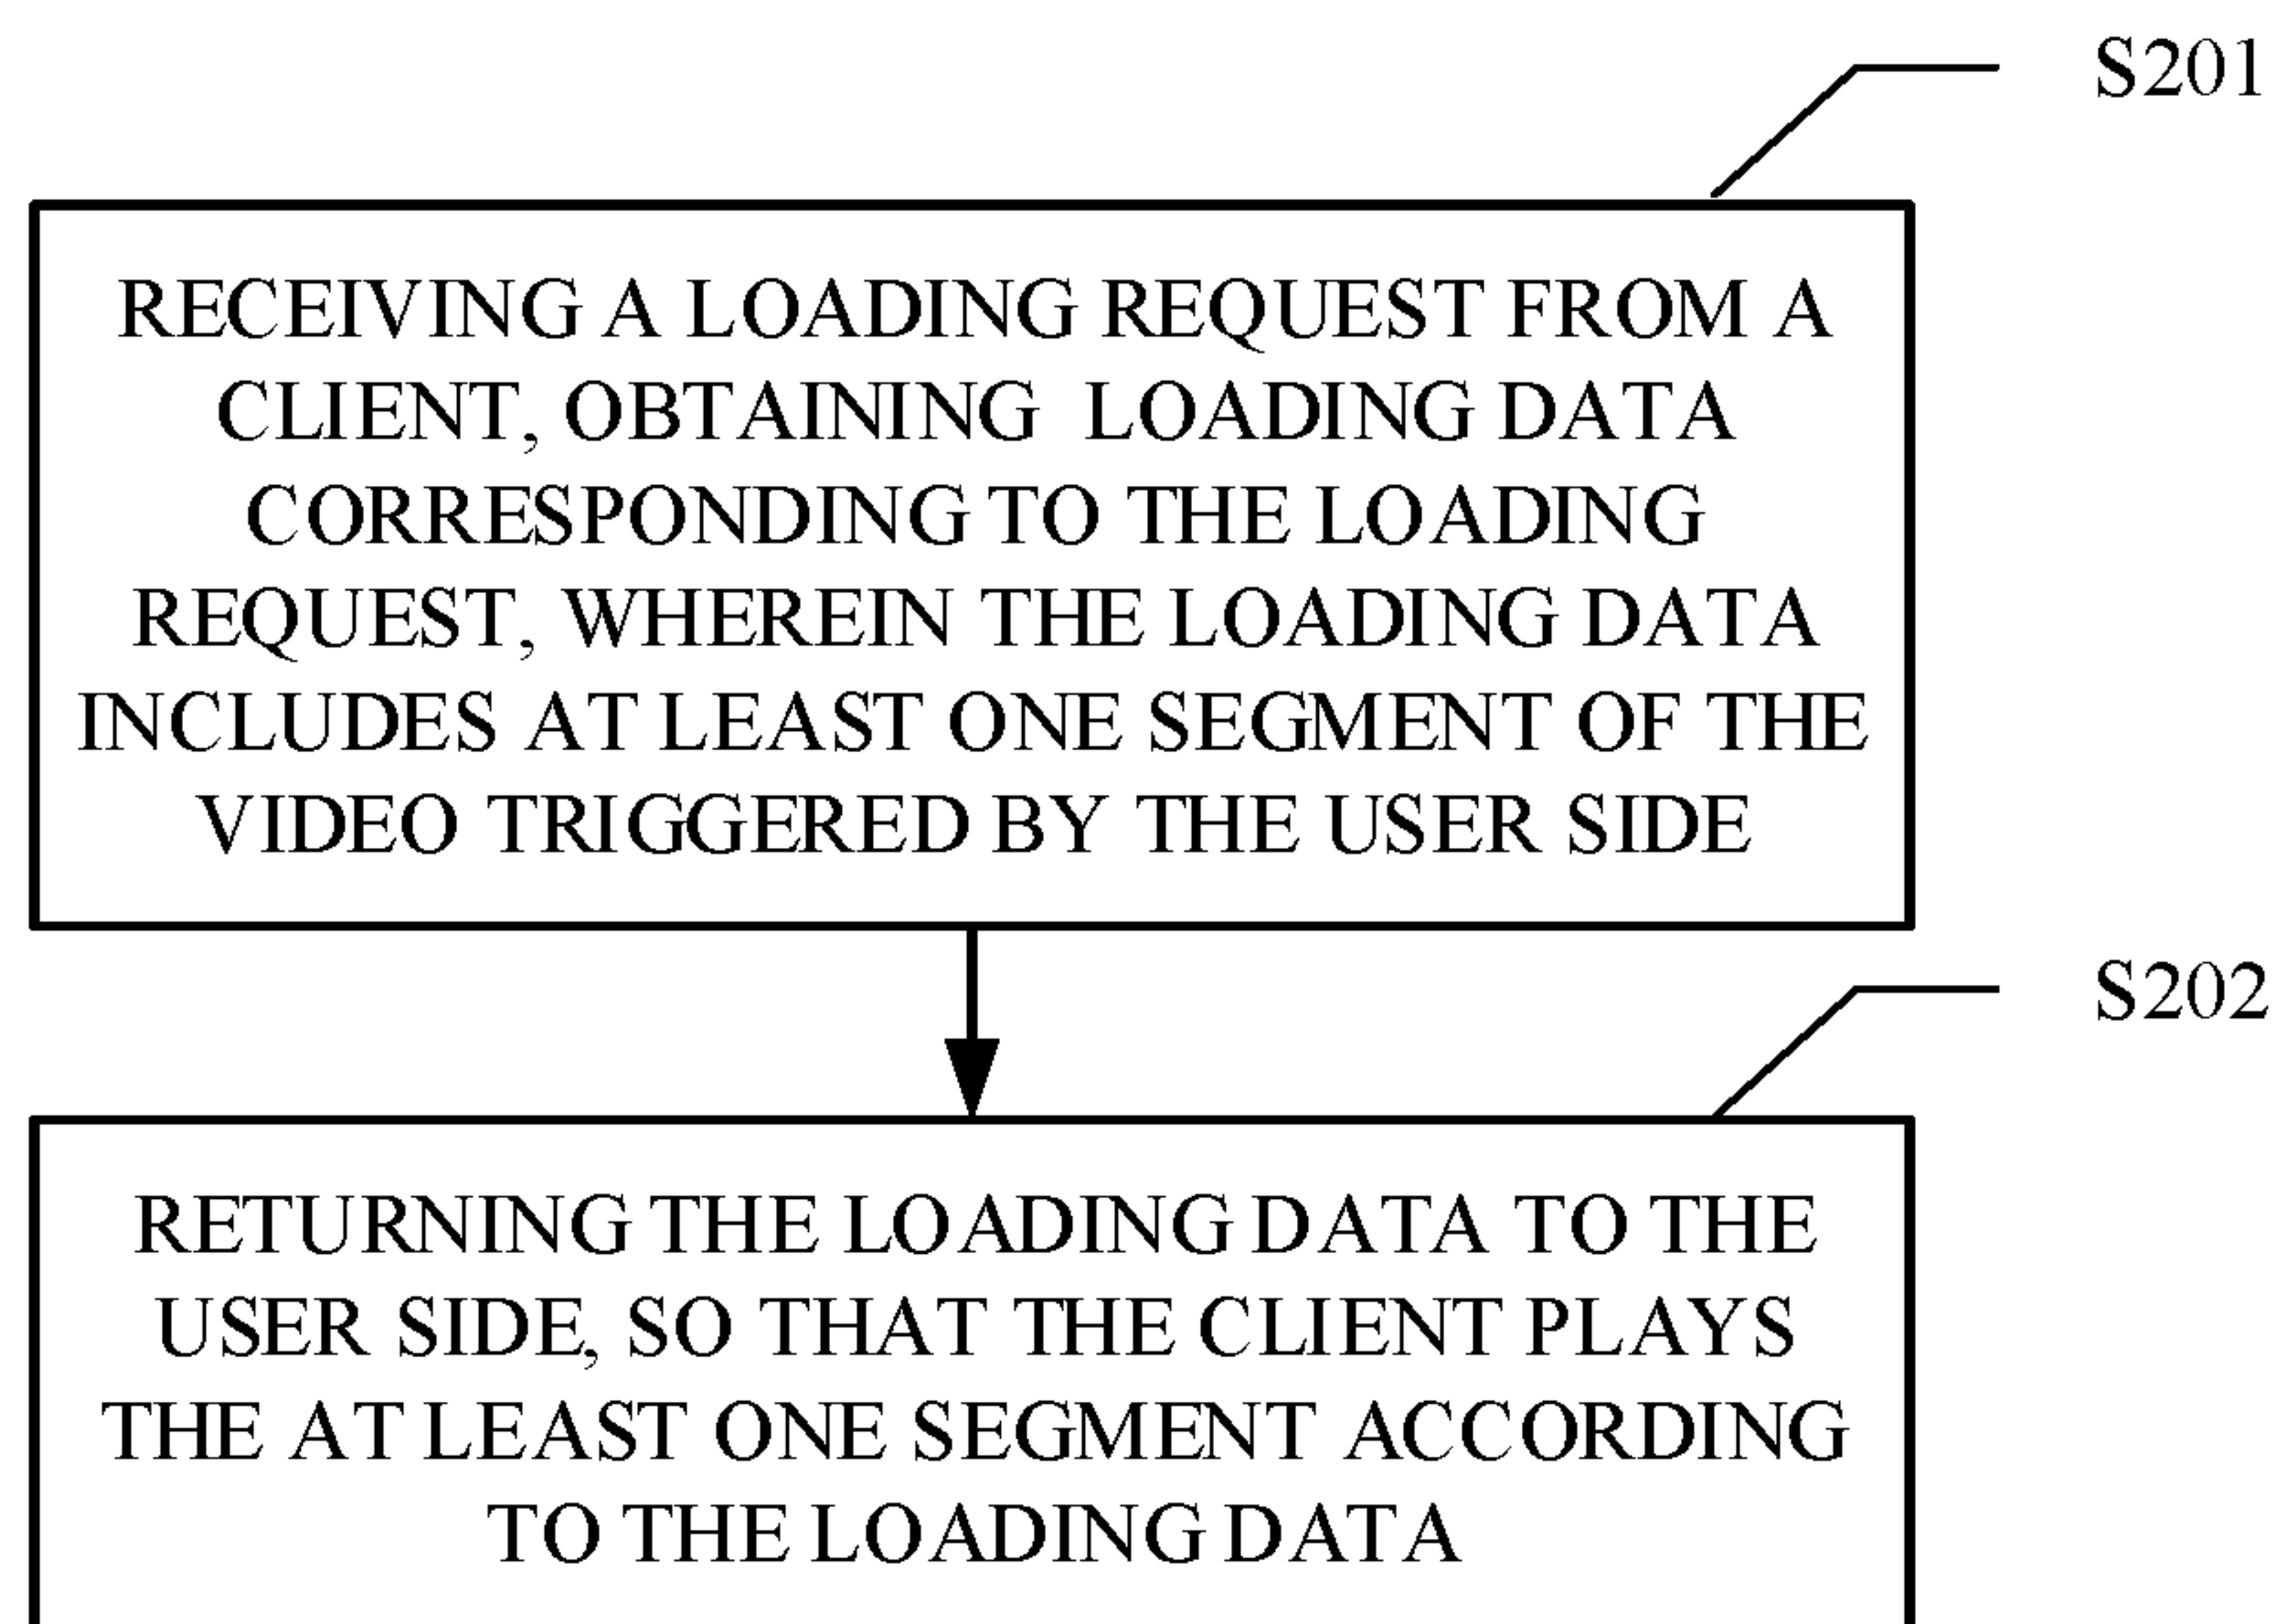 S201
RECEIVING A LOADING REQUEST FROM A
CLIENT, OBTAINING LOADING DATA
CORRESPONDING TO THE LOADING
REQUEST, WHEREIN THE LOADING DATA
INCLUDES AT LEAST ONE SEGMENT OF THE
VIDEO TRIGGERED BY THE USER SIDE
S202
RETURNING THE LOADING DATA TO THE
USER SIDE, SO THAT THE CLIENT PLAYS
THE AT LEAST ONE SEGMENT ACCORDING
TO THE LOADING DATA